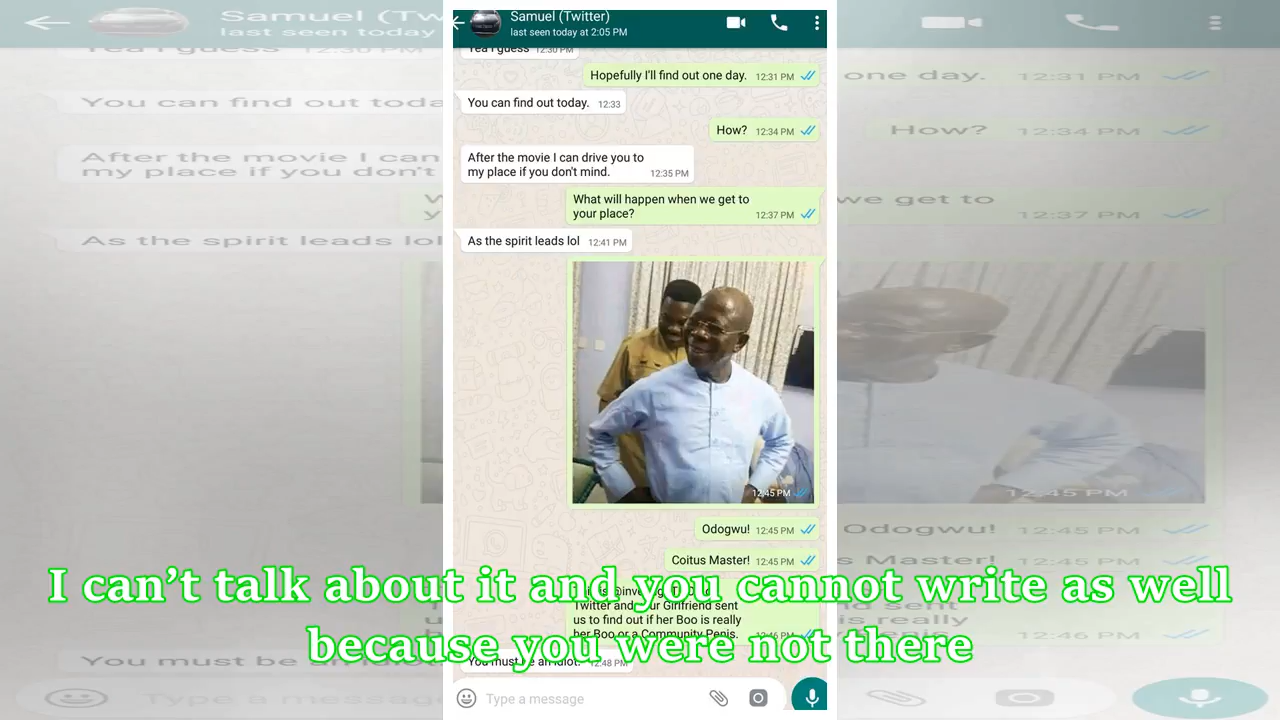 Samuel (Twitter)
last seen today at 2:05 PM
Yea I guess 12:30 PM
Hopefully I'll find out one day. 12:31 PM
You can find out today. 12:33
How? 12:34 PM
After the movie I can drive you to
my place if you don't mind. 12:35 PM
What will happen when we get to
your place? 12:37 PM
As the spirit leads lol 12:41 PM
12:45 PM
Odogwu! 12:45 PM
Coitus Master! 12:45 PM
Twitter and your Girlfriend sent
us to find out if her Boo is really
her Boo or a Community Penis. 12:46 PM
You must be an idiot. 12:48 PM
Type a message
I can't talk about it and you cannot write as well
because you were not there